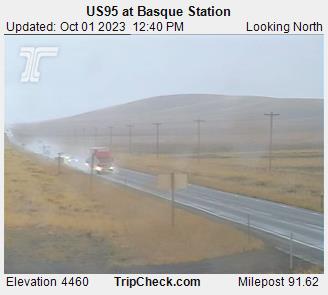 US95 at Basque Station
Updated: Oct 01 2023 12:40 PM Looking North
Elevation 4460 TripCheck.com Milepost 91.62